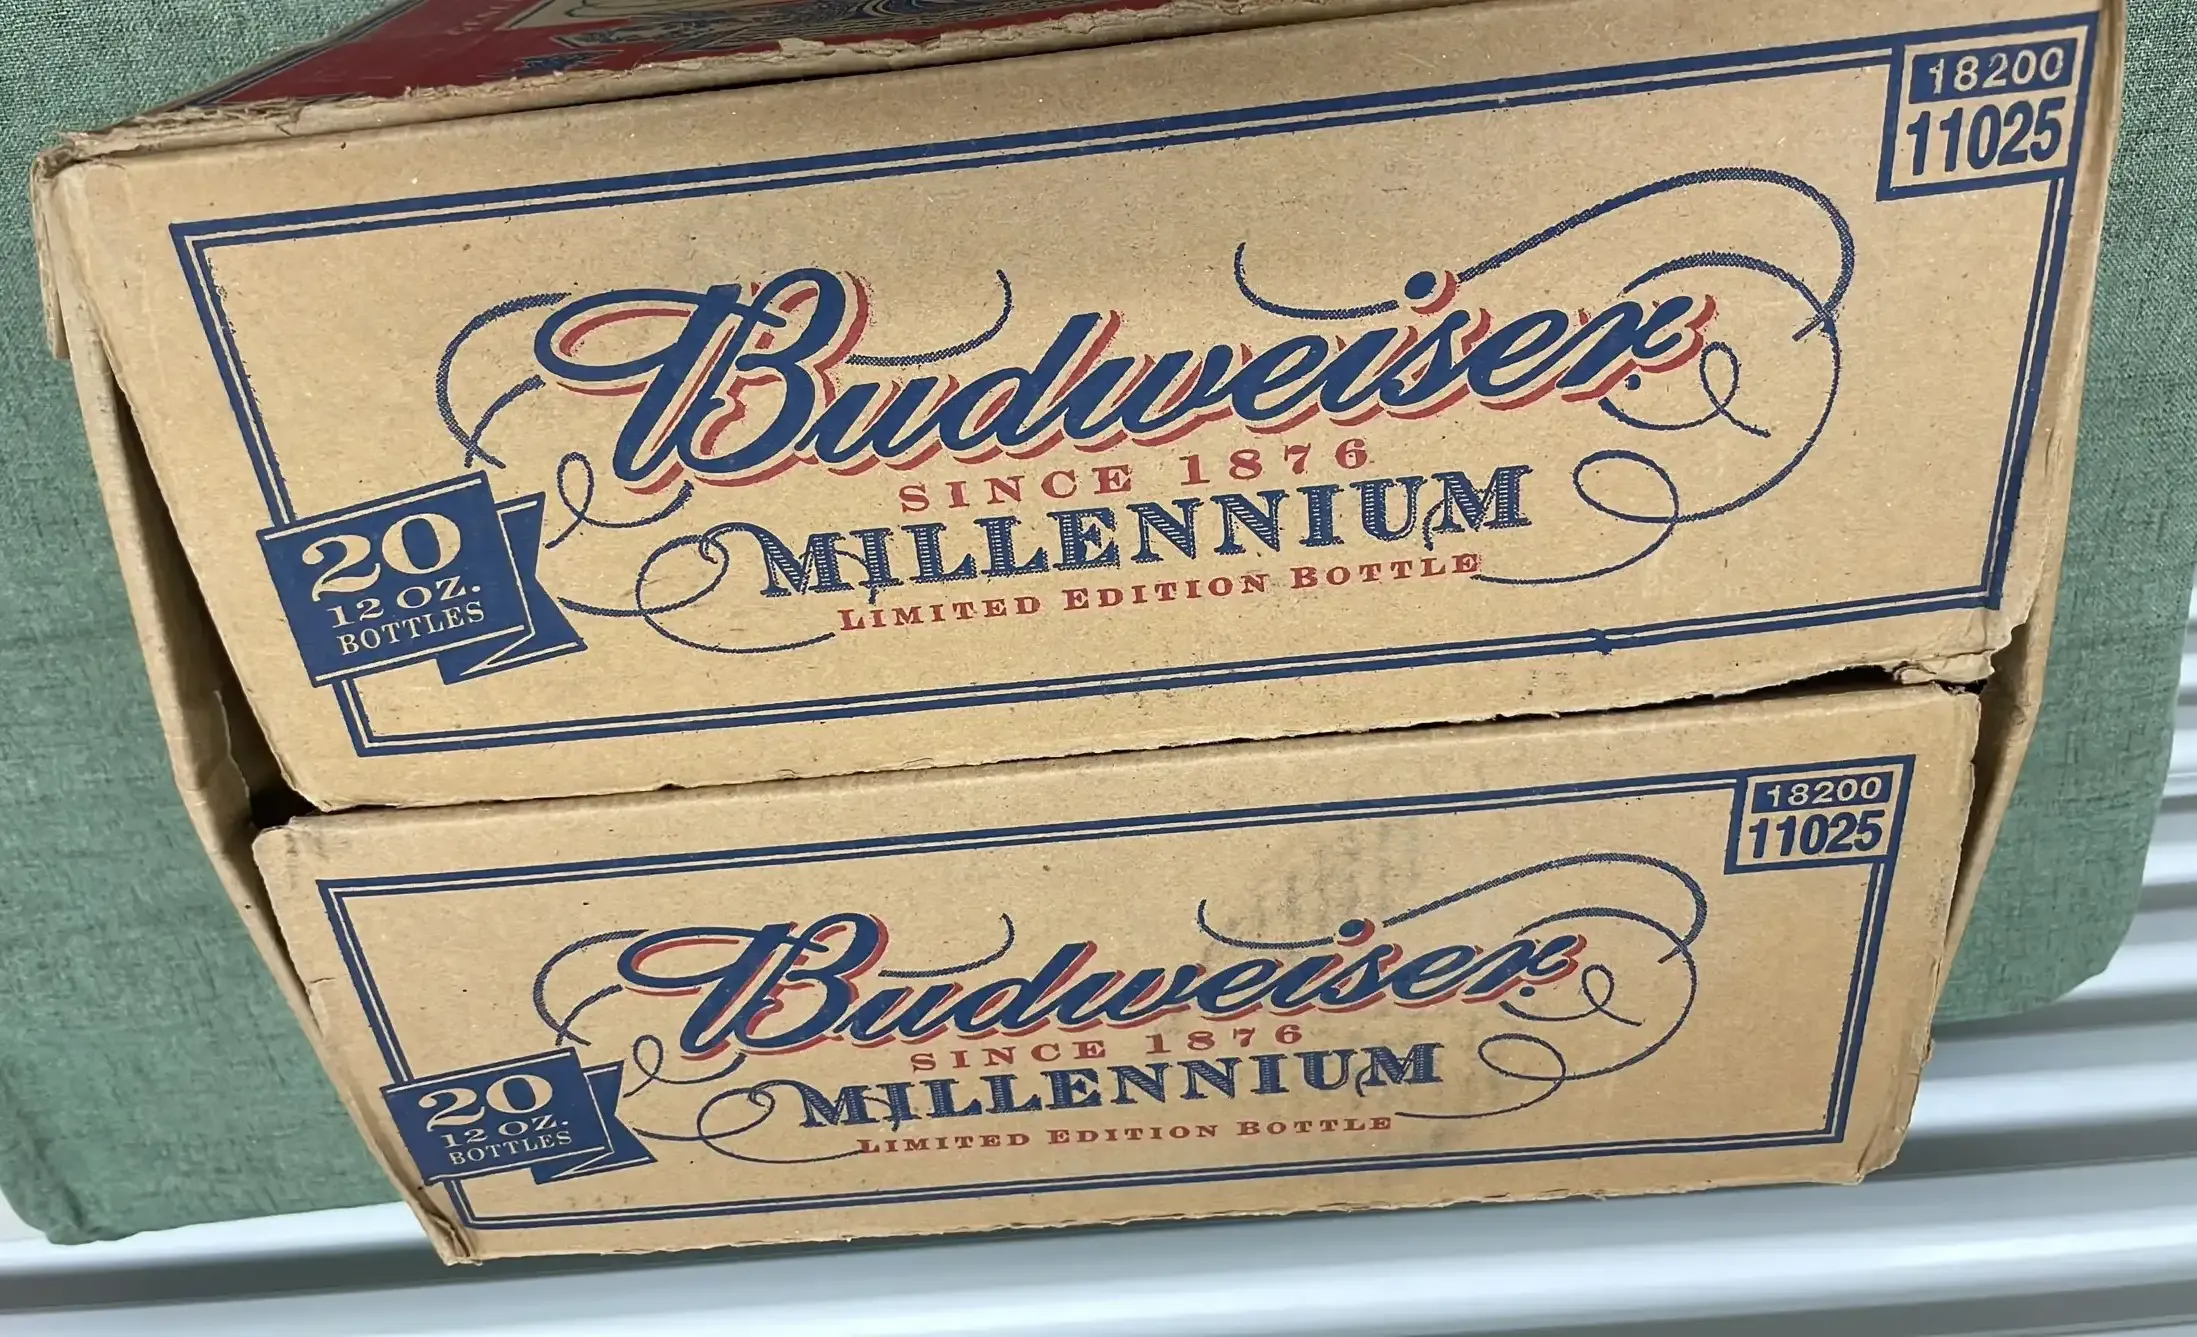 18200
11025
Budweiser
SINCE 1876
MILLENNIUM
LIMITED EDITION BOTTLE
20
12 OZ.
BOTTLES
18200
11025
Budweiser
SINCE 1876
MILLENNIUM
LIMITED EDITION BOTTLE
20
12 OZ.
BOTTLES